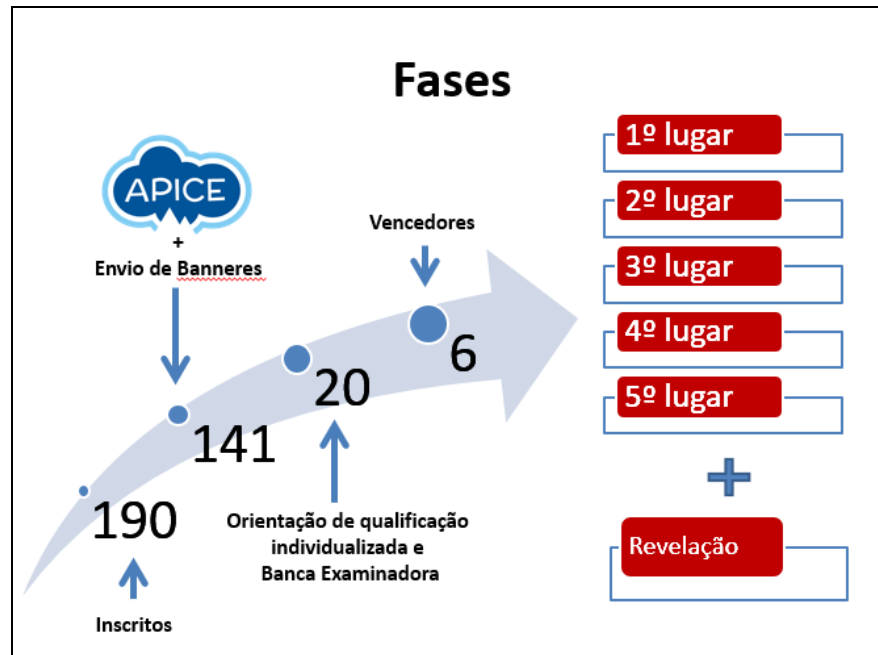 Fases
APICE
+
Envio de Banneres
Vencedores
6
20
141
190
Orientação de qualificação
individualizada e
Banca Examinadora
Inscritos
1º lugar
2º lugar
3º lugar
4º lugar
5º lugar
+
Revelação